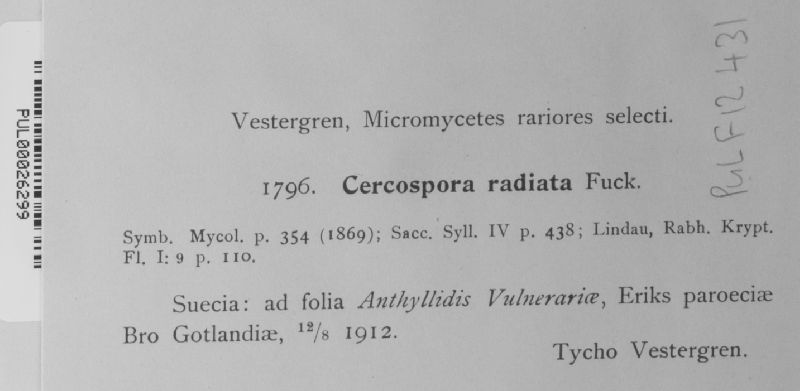 Vestergren, Micromycetes rariores selecti.
1796. Cercospora radiata Fuck.
Symb. Mycol. p. 354 (1869); Sacc. Syll. IV p. 438; Lindau, Rabh. Krypt.
Fl. I: 9 p. 110.
Suecia: ad folia Anthyllidis Vulnerariæ, Eriks paroeciæ
Bro Gotlandiæ, 12/8 1912.
Tycho Vestergren.
PUL00026299
PuL F12431